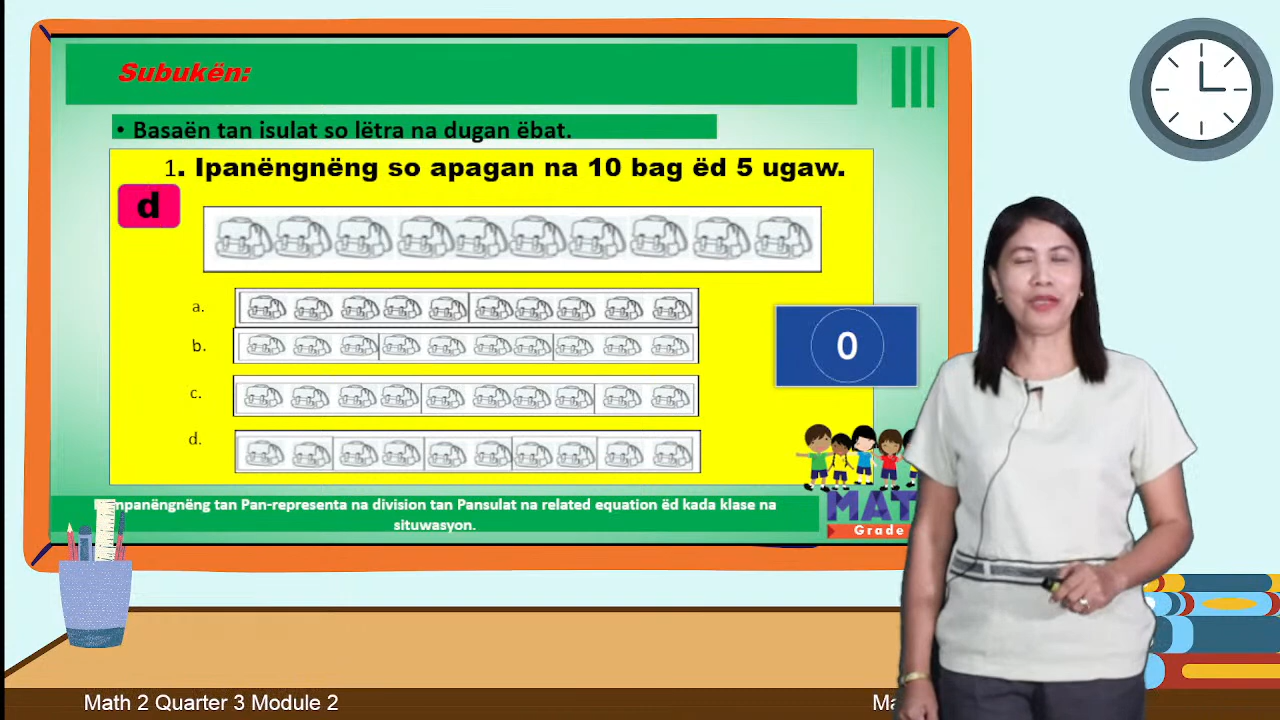 Subukën:
• Basaën tan isulat so lëtra na dugan ëbat.
1. Ipanëngnëng so apagan na 10 bag ëd 5 ugaw.
d
a.
b.
0
c.
d.
tan Pan-representa na division tan Pansulat na related equation ëd kada klase na
situwasyon.
MAT
Grade
Math 2 Quarter 3 Module 2